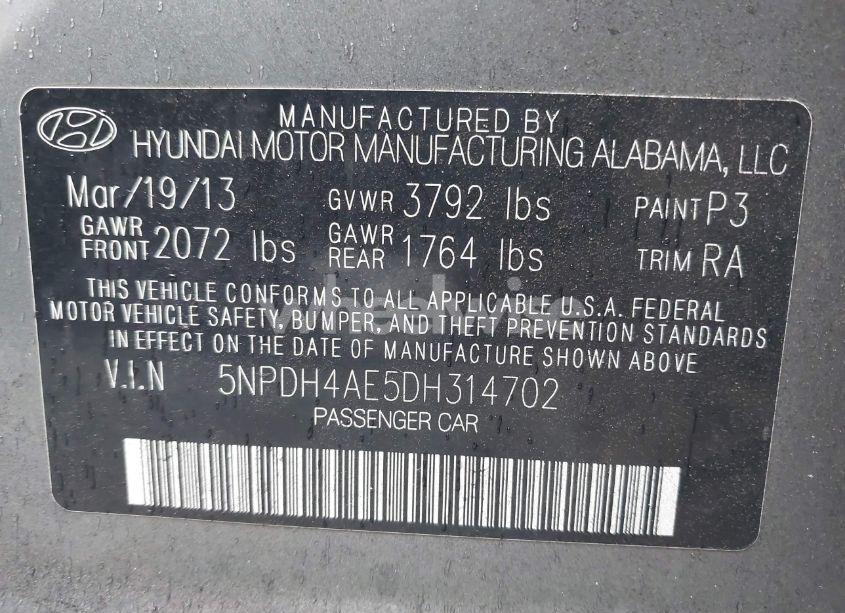 MANUFACTURED BY
HYUNDAI MOTOR MANUFACTURING ALABAMA, LLC
Mar/19/13 GVWR 3792 lbs PAINT P3
GAWR FRONT 2072 lbs GAWR REAR 1764 lbs TRIM RA
THIS VEHICLE CONFORMS TO ALL APPLICABLE U.S.A. FEDERAL
MOTOR VEHICLE SAFETY, BUMPER, AND THEFT PREVENTION STANDARDS
IN EFFECT ON THE DATE OF MANUFACTURE SHOWN ABOVE.
V.I.N 5NPDH4AE5DH314702
PASSENGER CAR